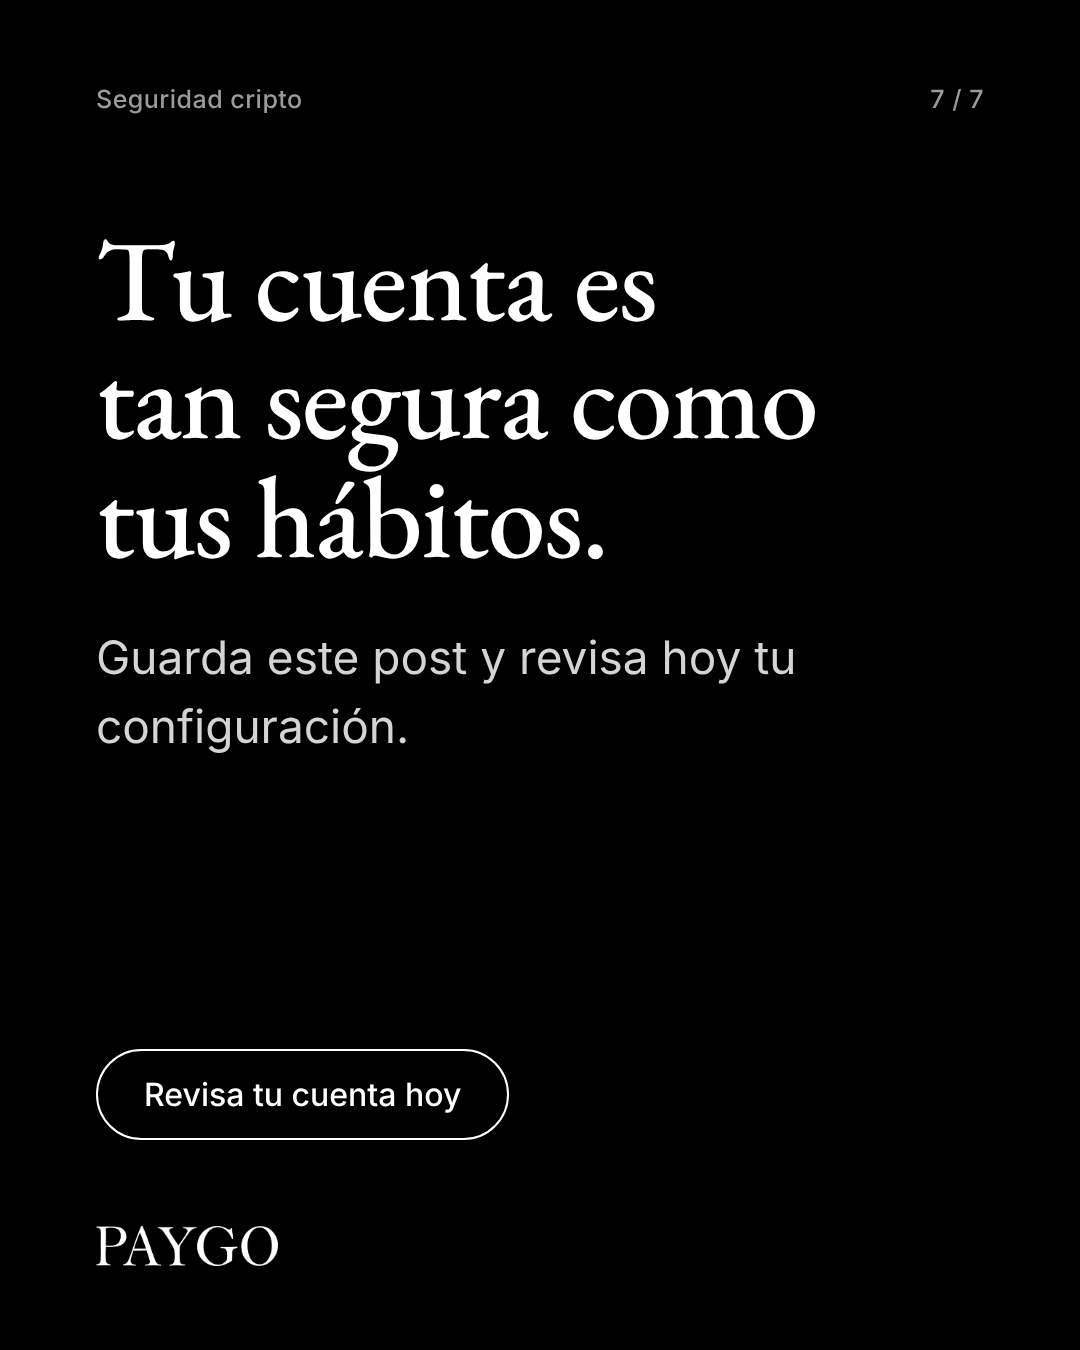 Seguridad cripto
7 / 7
Tu cuenta es
tan segura como
tus hábitos.
Guarda este post y revisa hoy tu
configuración.
Revisa tu cuenta hoy
PAYGO